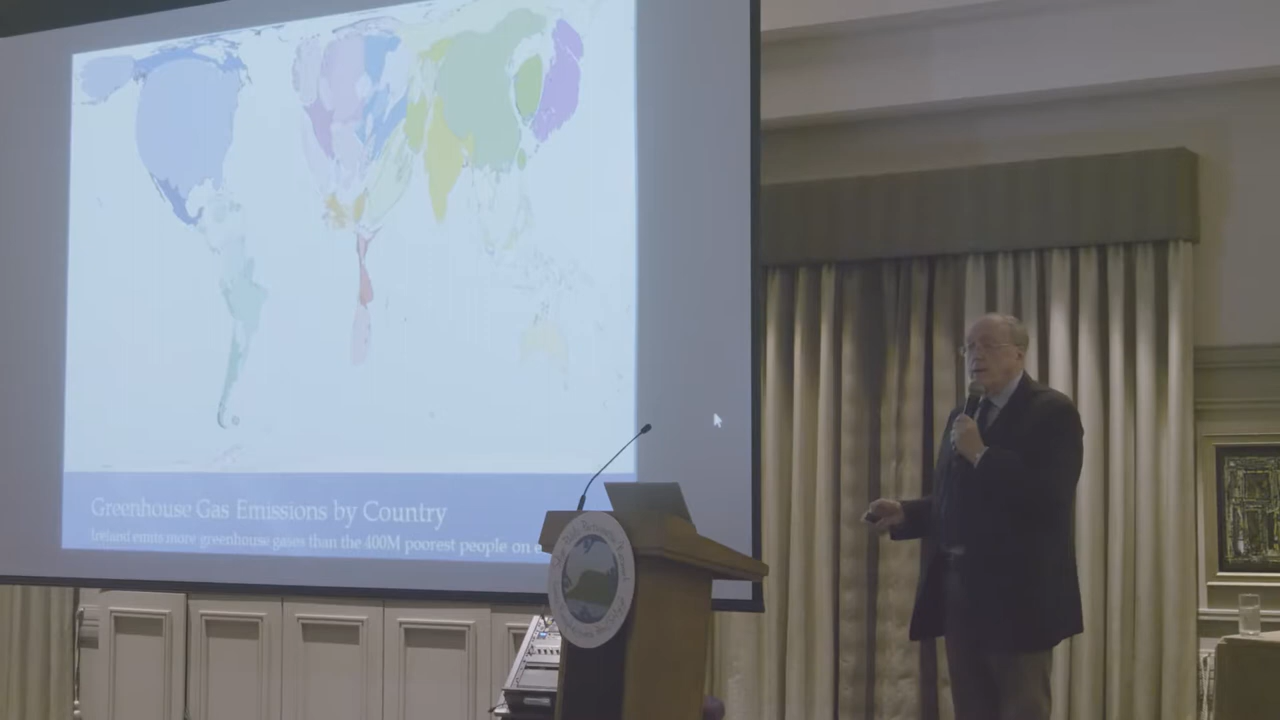 Greenhouse Gas Emissions by Country
Ireland emits more greenhouse gases than the 400M poorest people on